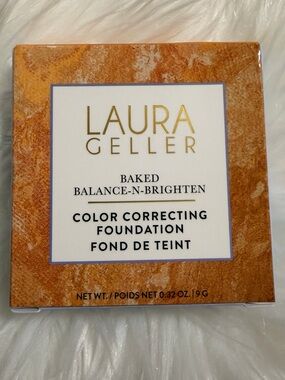 LAURA
GELLER
BAKED
BALANCE-N-BRIGHTEN
COLOR CORRECTING
FOUNDATION
FOND DE TEINT
NET WT. / POIDS NET 0.32 OZ. | 9 G